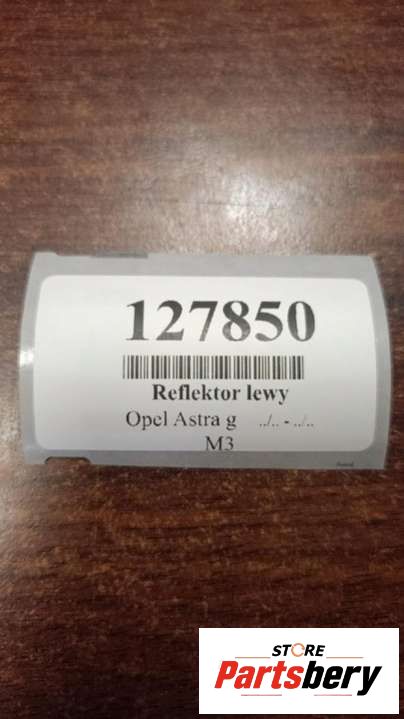 127850
Reflektor lewy
Opel Astra g ../.. - ../..
M3
STORE
Partsbery